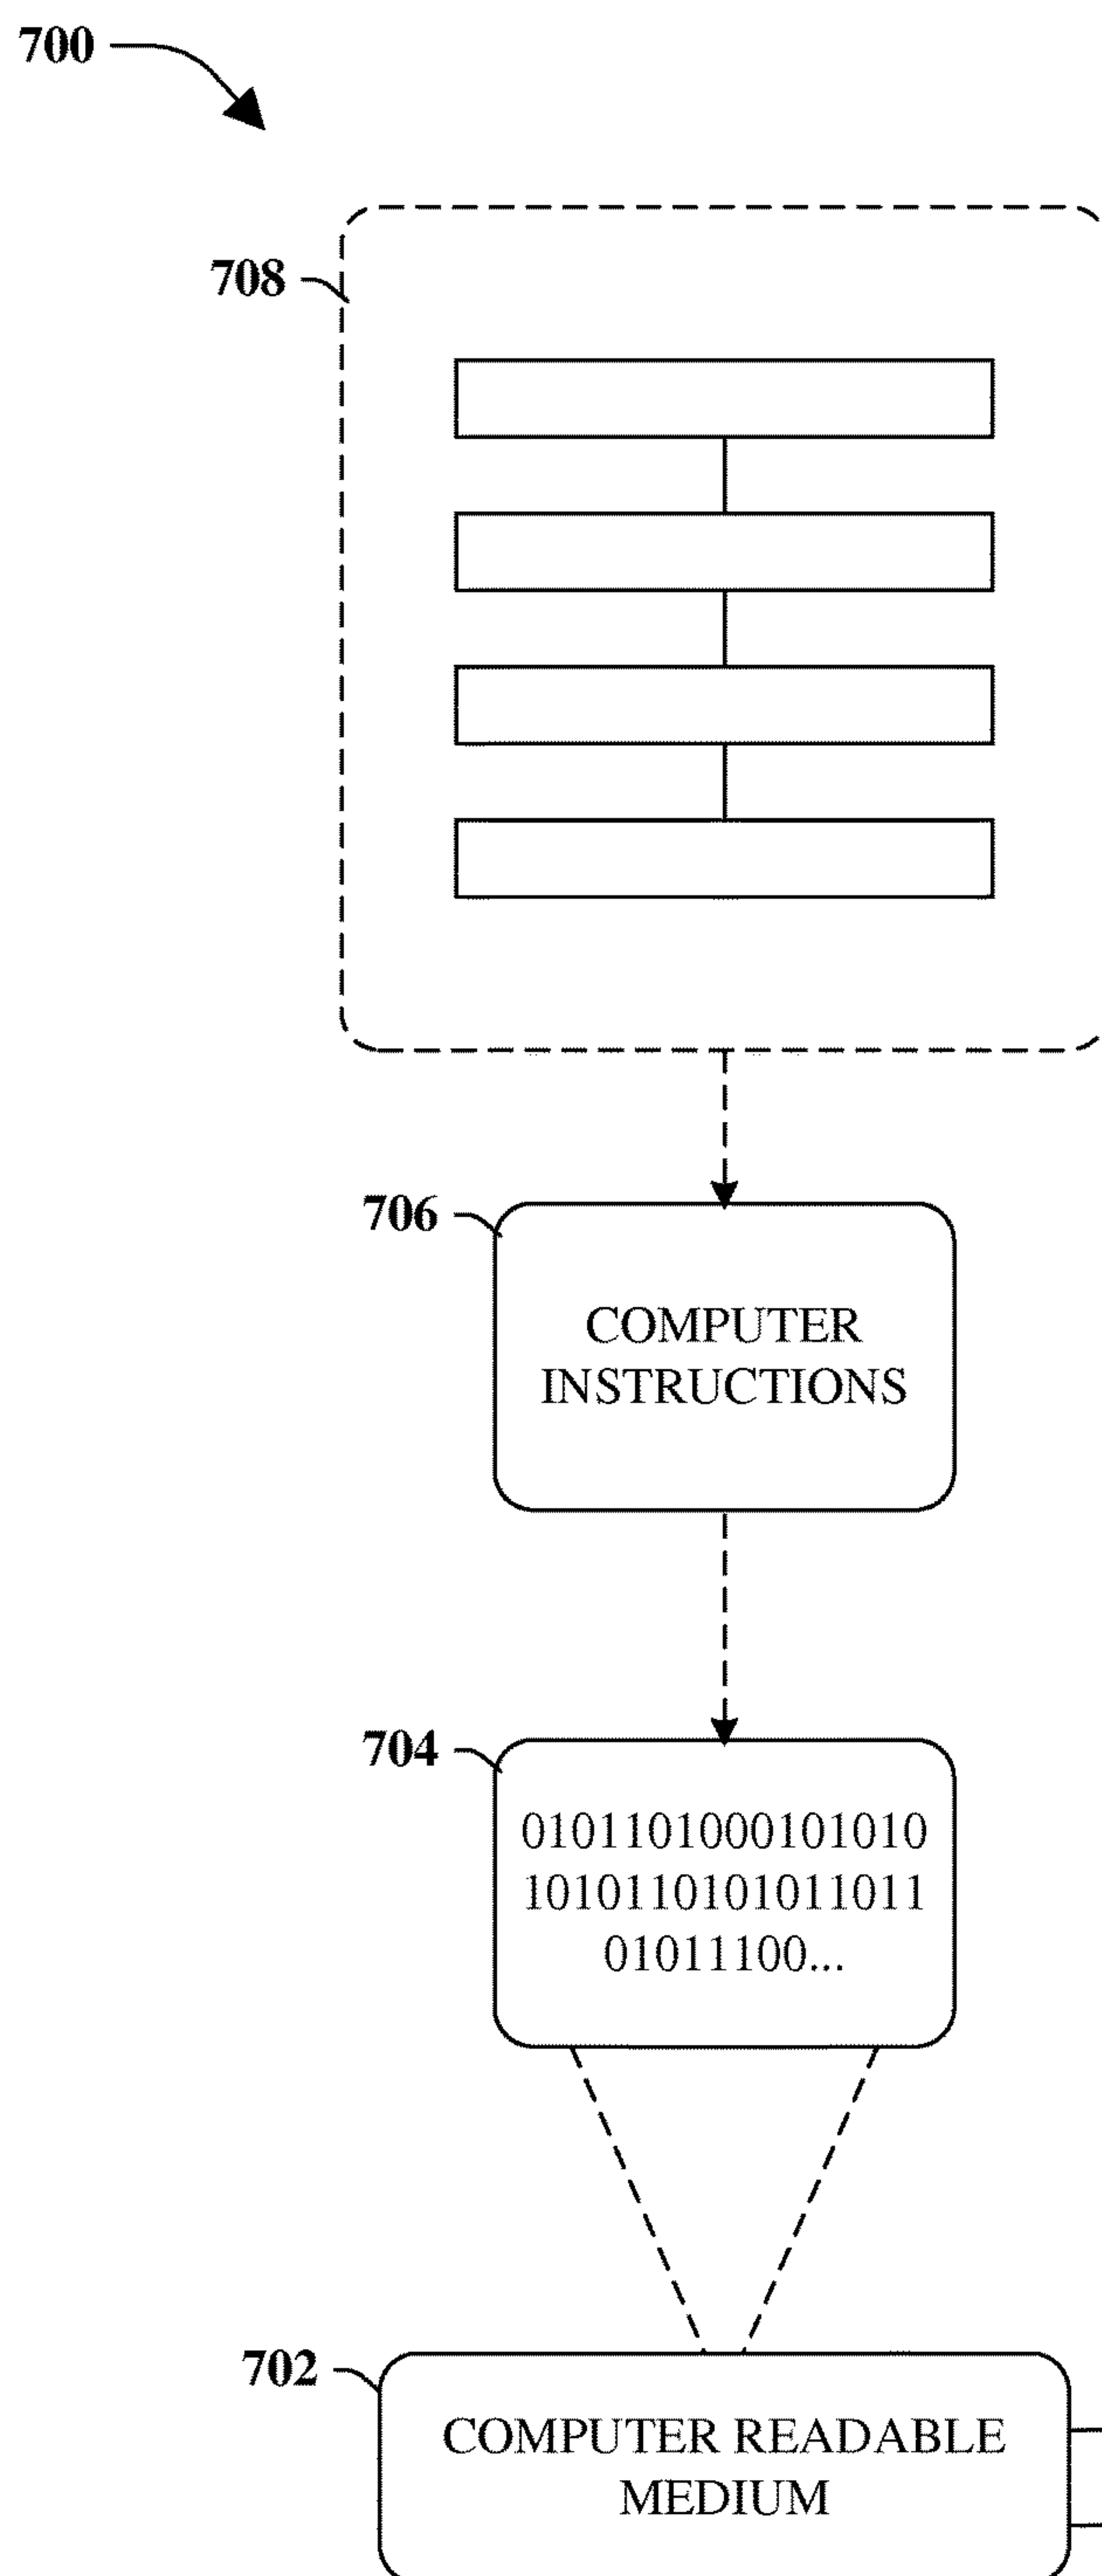 700
708
706
COMPUTER
INSTRUCTIONS
704
0101101000101010
1010110101011011
01011100...
702
COMPUTER READABLE
MEDIUM